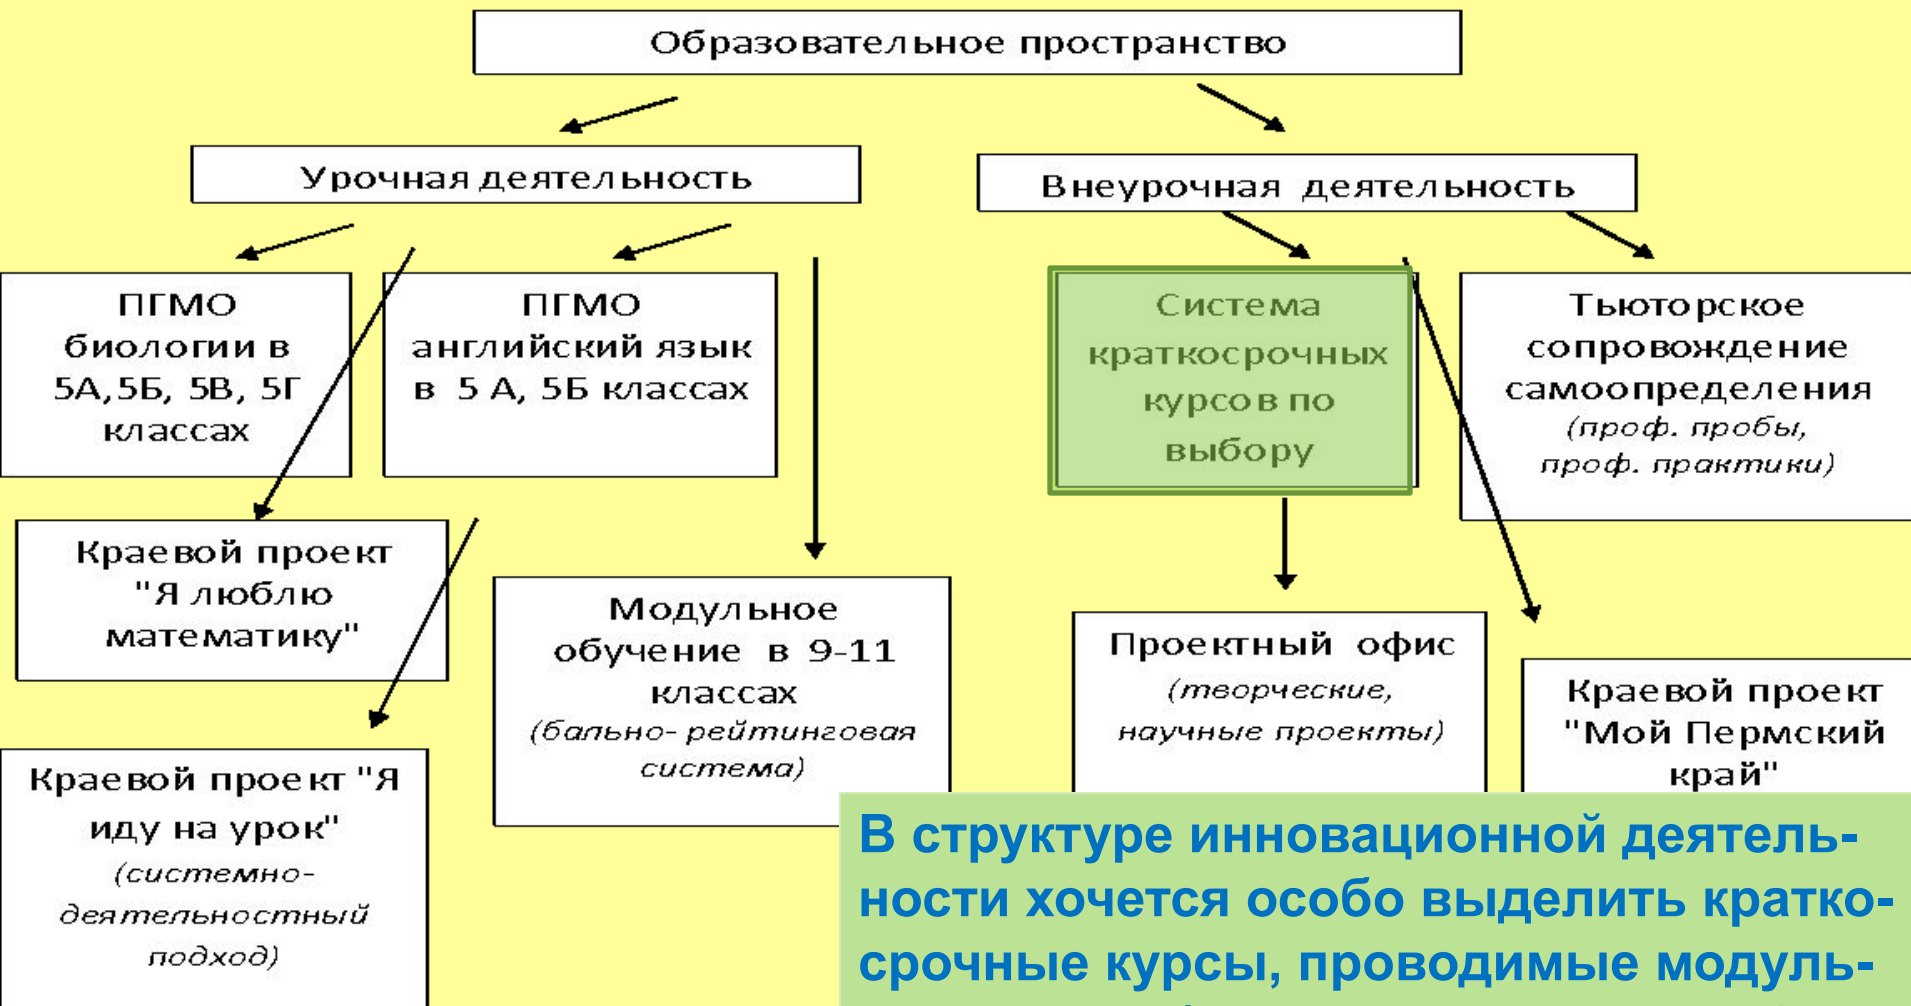 Образовательное пространство
Урочная деятельность
Внеурочная деятельность
ПГМО
биологии в
5А,5Б, 5В, 5Г
классах
ПГМО
английский язык
в 5 А, 5Б классах
Система
краткосрочных
курсов по
выбору
Тьюторское
сопровождение
самоопределения
(проф. пробы,
проф. практики)
Краевой проект
"Я люблю
математику"
Модульное
обучение в 9-11
классах
(бально- рейтинговая
система)
Проектный офис
(творческие,
научные проекты)
Краевой проект
"Мой Пермский
край"
Краевой проект "Я
иду на урок"
(системно-
деятельностный
подход)
В структуре инновационной деятель-
ности хочется особо выделить кратко-
срочные курсы, проводимые модуль-